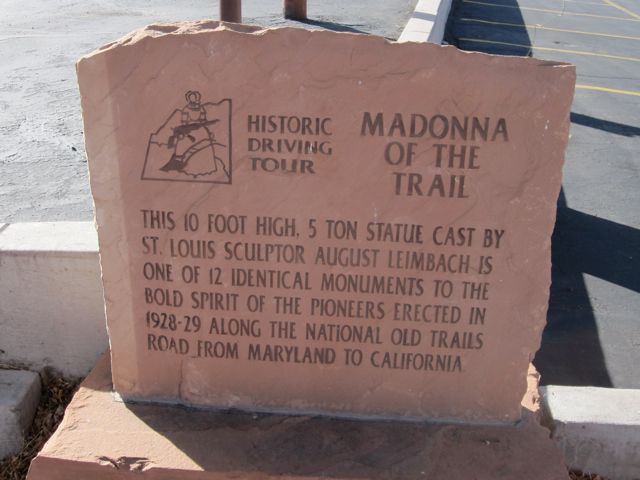 HISTORIC
DRIVING
TOUR
MADONNA
OF THE
TRAIL
THIS 10 FOOT HIGH, 5 TON STATUE CAST BY
ST. LOUIS SCULPTOR AUGUST LEIMBACH IS
ONE OF 12 IDENTICAL MONUMENTS TO THE
BOLD SPIRIT OF THE PIONEERS ERECTED IN
1928-29 ALONG THE NATIONAL OLD TRAILS
ROAD FROM MARYLAND TO CALIFORNIA